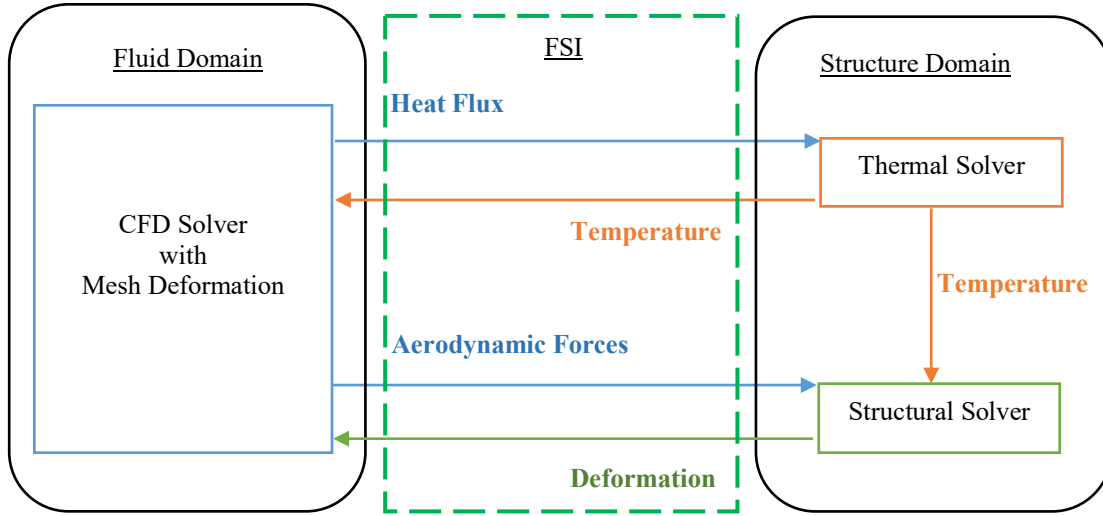 Fluid Domain
FSI
Structure Domain
Heat Flux
Thermal Solver
Temperature
CFD Solver
with
Mesh Deformation
Temperature
Aerodynamic Forces
Structural Solver
Deformation